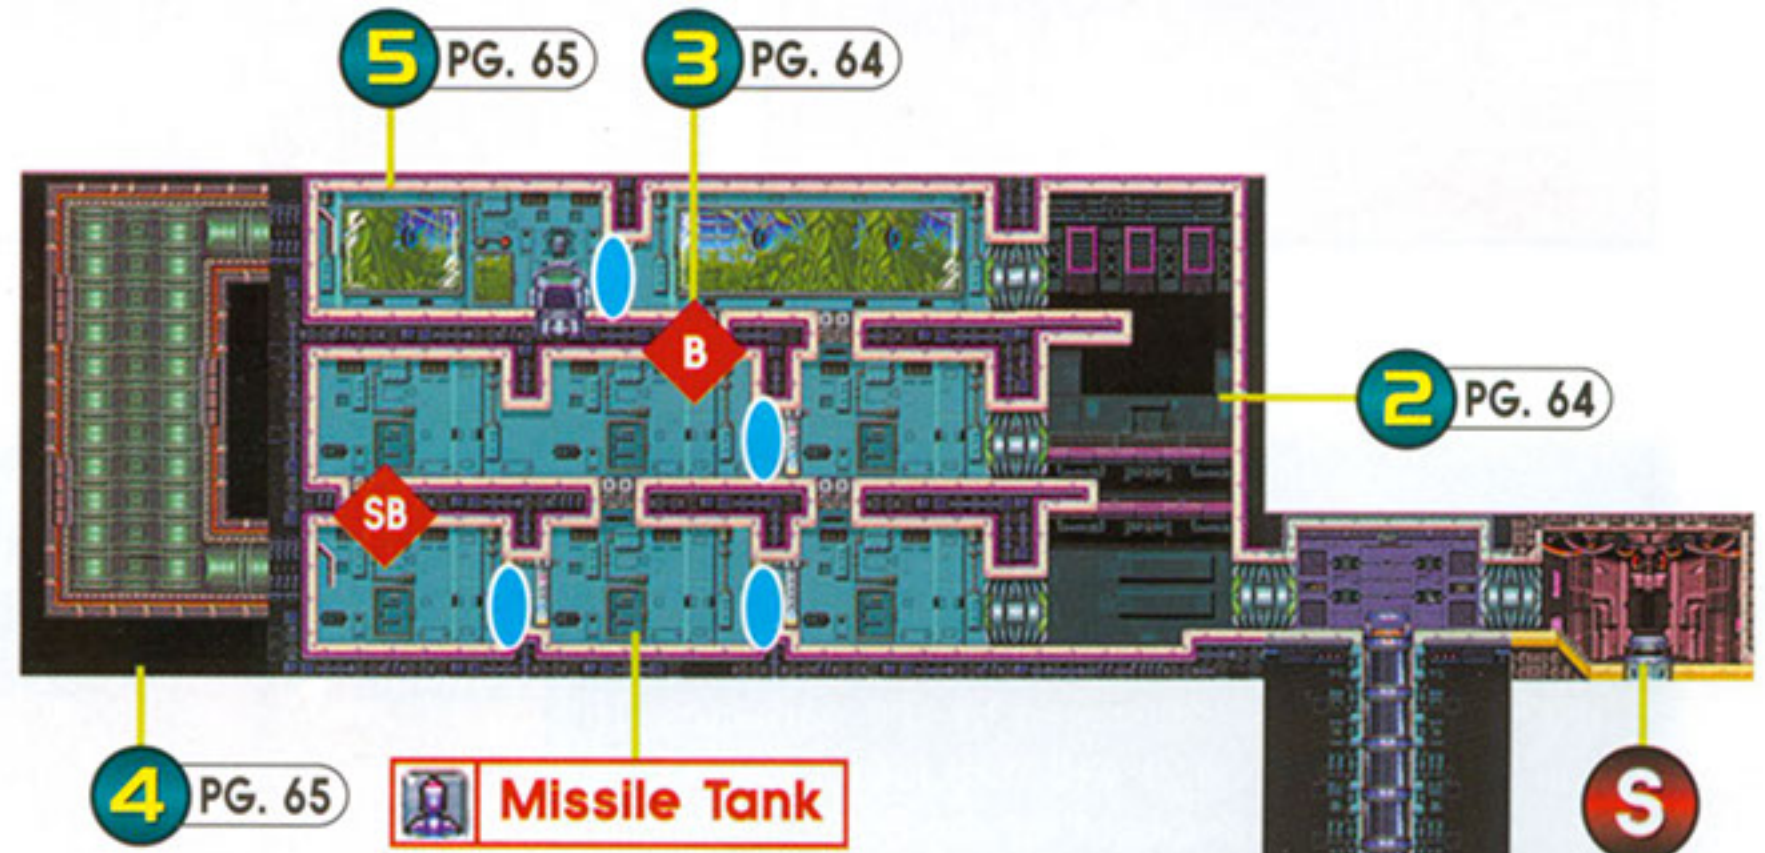 5 PG. 65
3 PG. 64
B
2 PG. 64
SB
4 PG. 65
Missile Tank
S